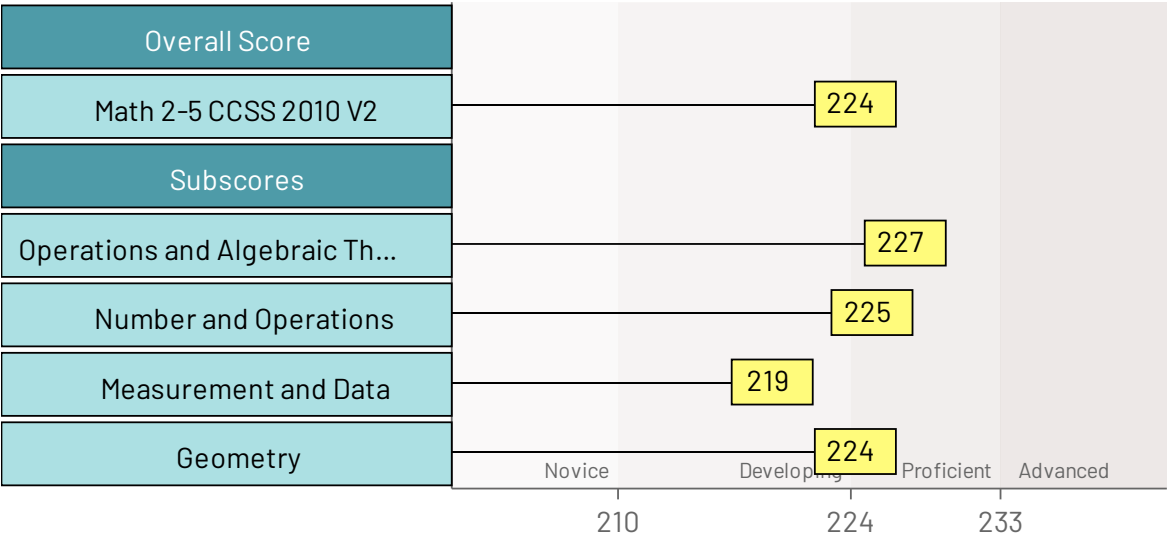 Overall Score
Math 2-5 CCSS 2010 V2 224
Subscores
Operations and Algebraic Th... 227
Number and Operations 225
Measurement and Data 219
Geometry 224
Novice Developing Proficient Advanced
210 224 233